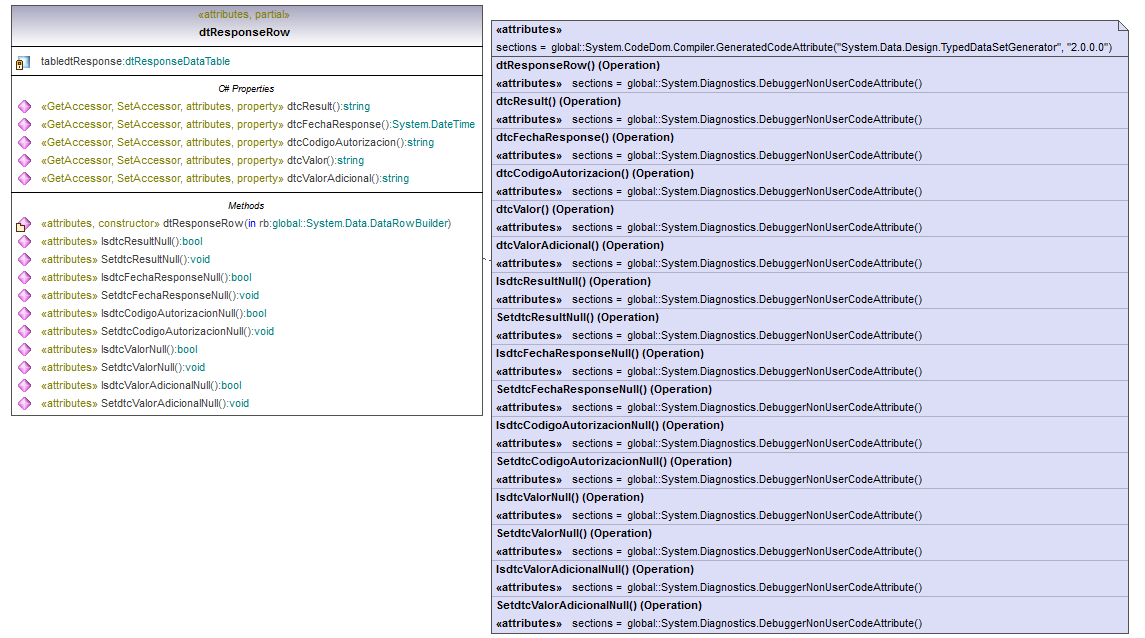 «attributes, partial»
dtResponseRow
tabledtResponse:dtResponseDataTable
C# Properties
«GetAccessor, SetAccessor, attributes, property» dtcResult():string
«GetAccessor, SetAccessor, attributes, property» dtcFechaResponse():System.DateTime
«GetAccessor, SetAccessor, attributes, property» dtcCodigoAutorizacion():string
«GetAccessor, SetAccessor, attributes, property» dtcValor():string
«GetAccessor, SetAccessor, attributes, property» dtcValorAdicional():string
Methods
«attributes, constructor» dtResponseRow(in rb:global::System.Data.DataRowBuilder)
«attributes» IsdtcResultNull():bool
«attributes» SetdtcResultNull():void
«attributes» IsdtcFechaResponseNull():bool
«attributes» SetdtcFechaResponseNull():void
«attributes» IsdtcCodigoAutorizacionNull():bool
«attributes» SetdtcCodigoAutorizacionNull():void
«attributes» IsdtcValorNull():bool
«attributes» SetdtcValorNull():void
«attributes» IsdtcValorAdicionalNull():bool
«attributes» SetdtcValorAdicionalNull():void
«attributes»
sections = global::System.CodeDom.Compiler.GeneratedCodeAttribute("System.Data.Design.TypedDataSetGenerator", "2.0.0.0")
dtResponseRow() (Operation)
«attributes» sections = global::System.Diagnostics.DebuggerNonUserCodeAttribute()
dtcResult() (Operation)
«attributes» sections = global::System.Diagnostics.DebuggerNonUserCodeAttribute()
dtcFechaResponse() (Operation)
«attributes» sections = global::System.Diagnostics.DebuggerNonUserCodeAttribute()
dtcCodigoAutorizacion() (Operation)
«attributes» sections = global::System.Diagnostics.DebuggerNonUserCodeAttribute()
dtcValor() (Operation)
«attributes» sections = global::System.Diagnostics.DebuggerNonUserCodeAttribute()
dtcValorAdicional() (Operation)
«attributes» sections = global::System.Diagnostics.DebuggerNonUserCodeAttribute()
IsdtcResultNull() (Operation)
«attributes» sections = global::System.Diagnostics.DebuggerNonUserCodeAttribute()
SetdtcResultNull() (Operation)
«attributes» sections = global::System.Diagnostics.DebuggerNonUserCodeAttribute()
IsdtcFechaResponseNull() (Operation)
«attributes» sections = global::System.Diagnostics.DebuggerNonUserCodeAttribute()
SetdtcFechaResponseNull() (Operation)
«attributes» sections = global::System.Diagnostics.DebuggerNonUserCodeAttribute()
IsdtcCodigoAutorizacionNull() (Operation)
«attributes» sections = global::System.Diagnostics.DebuggerNonUserCodeAttribute()
SetdtcCodigoAutorizacionNull() (Operation)
«attributes» sections = global::System.Diagnostics.DebuggerNonUserCodeAttribute()
IsdtcValorNull() (Operation)
«attributes» sections = global::System.Diagnostics.DebuggerNonUserCodeAttribute()
SetdtcValorNull() (Operation)
«attributes» sections = global::System.Diagnostics.DebuggerNonUserCodeAttribute()
IsdtcValorAdicionalNull() (Operation)
«attributes» sections = global::System.Diagnostics.DebuggerNonUserCodeAttribute()
SetdtcValorAdicionalNull() (Operation)
«attributes» sections = global::System.Diagnostics.DebuggerNonUserCodeAttribute()